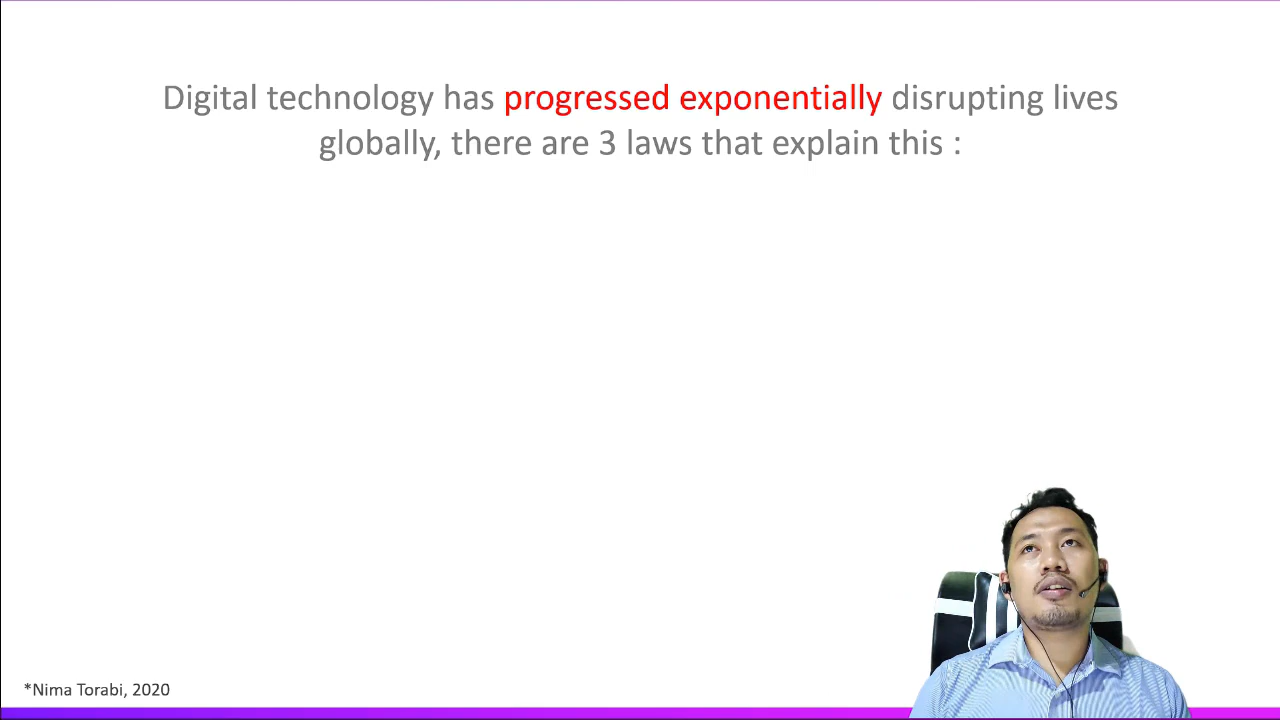 Digital technology has progressed exponentially disrupting lives
globally, there are 3 laws that explain this :
*Nima Torabi, 2020